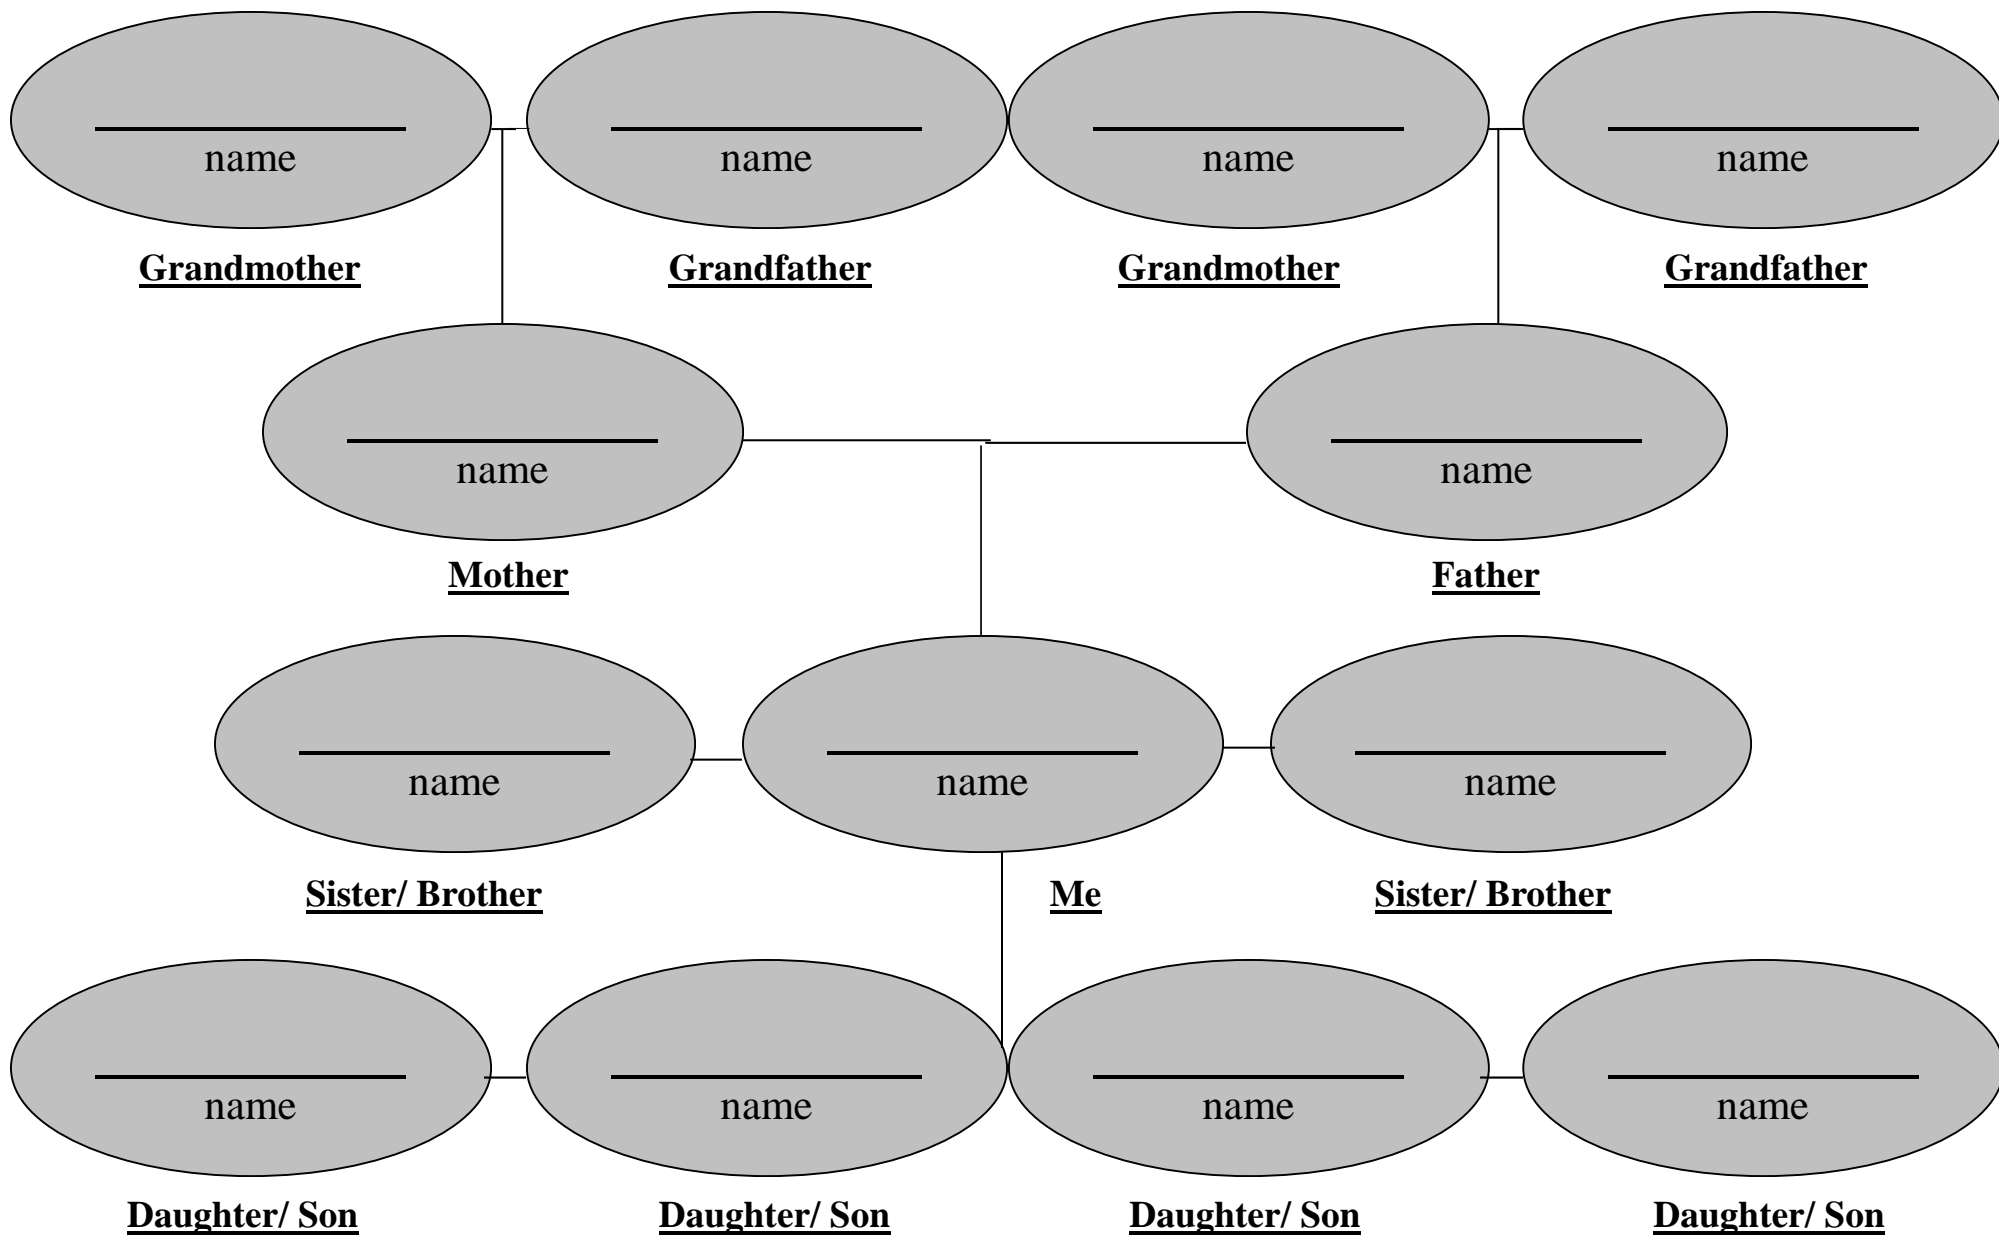 name name name name
Grandmother Grandfather Grandmother Grandfather
name name
Mother Father
name name name
Sister/ Brother Me Sister/ Brother
name name name name
Daughter/ Son Daughter/ Son Daughter/ Son Daughter/ Son